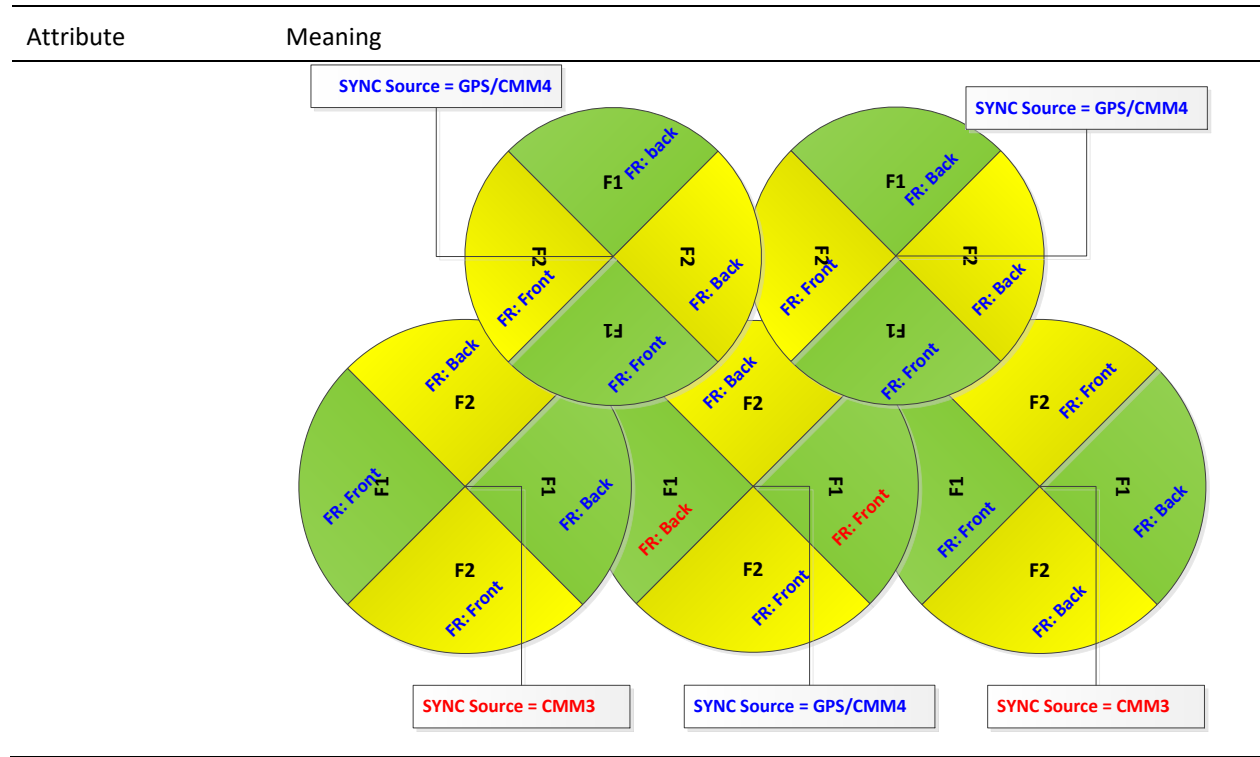 Attribute Meaning
SYNC Source = GPS/CMM4
SYNC Source = GPS/CMM4
F1
FR: back
F2
FR: Front
F2
FR: Back
F1
FR: Front
F1
FR: Back
F2
FR: Front
F2
FR: Back
F1
FR: Front
FR: Back
F2
F1
FR: Front
F1
FR: Back
F2
FR: Front
FR: Back
F2
F1
FR: Back
F1
FR: Front
F2
FR: Front
F2
FR: Front
F1
FR: Front
F1
FR: Back
F2
FR: Back
SYNC Source = CMM3
SYNC Source = GPS/CMM4
SYNC Source = CMM3